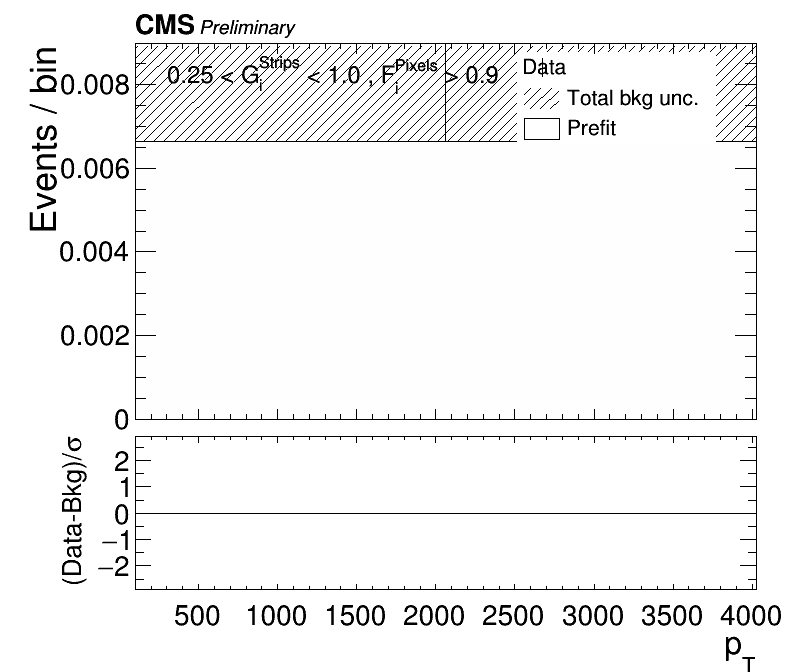 CMS Preliminary
Events / bin
0.25 < G_i^Strips < 1.0 , F_i^Pixels > 0.9
Data
Total bkg unc.
Prefit
0.008
0.006
0.004
0.002
0
(Data-Bkg)/σ
2
1
0
−1
−2
500 1000 1500 2000 2500 3000 3500 4000
p_T